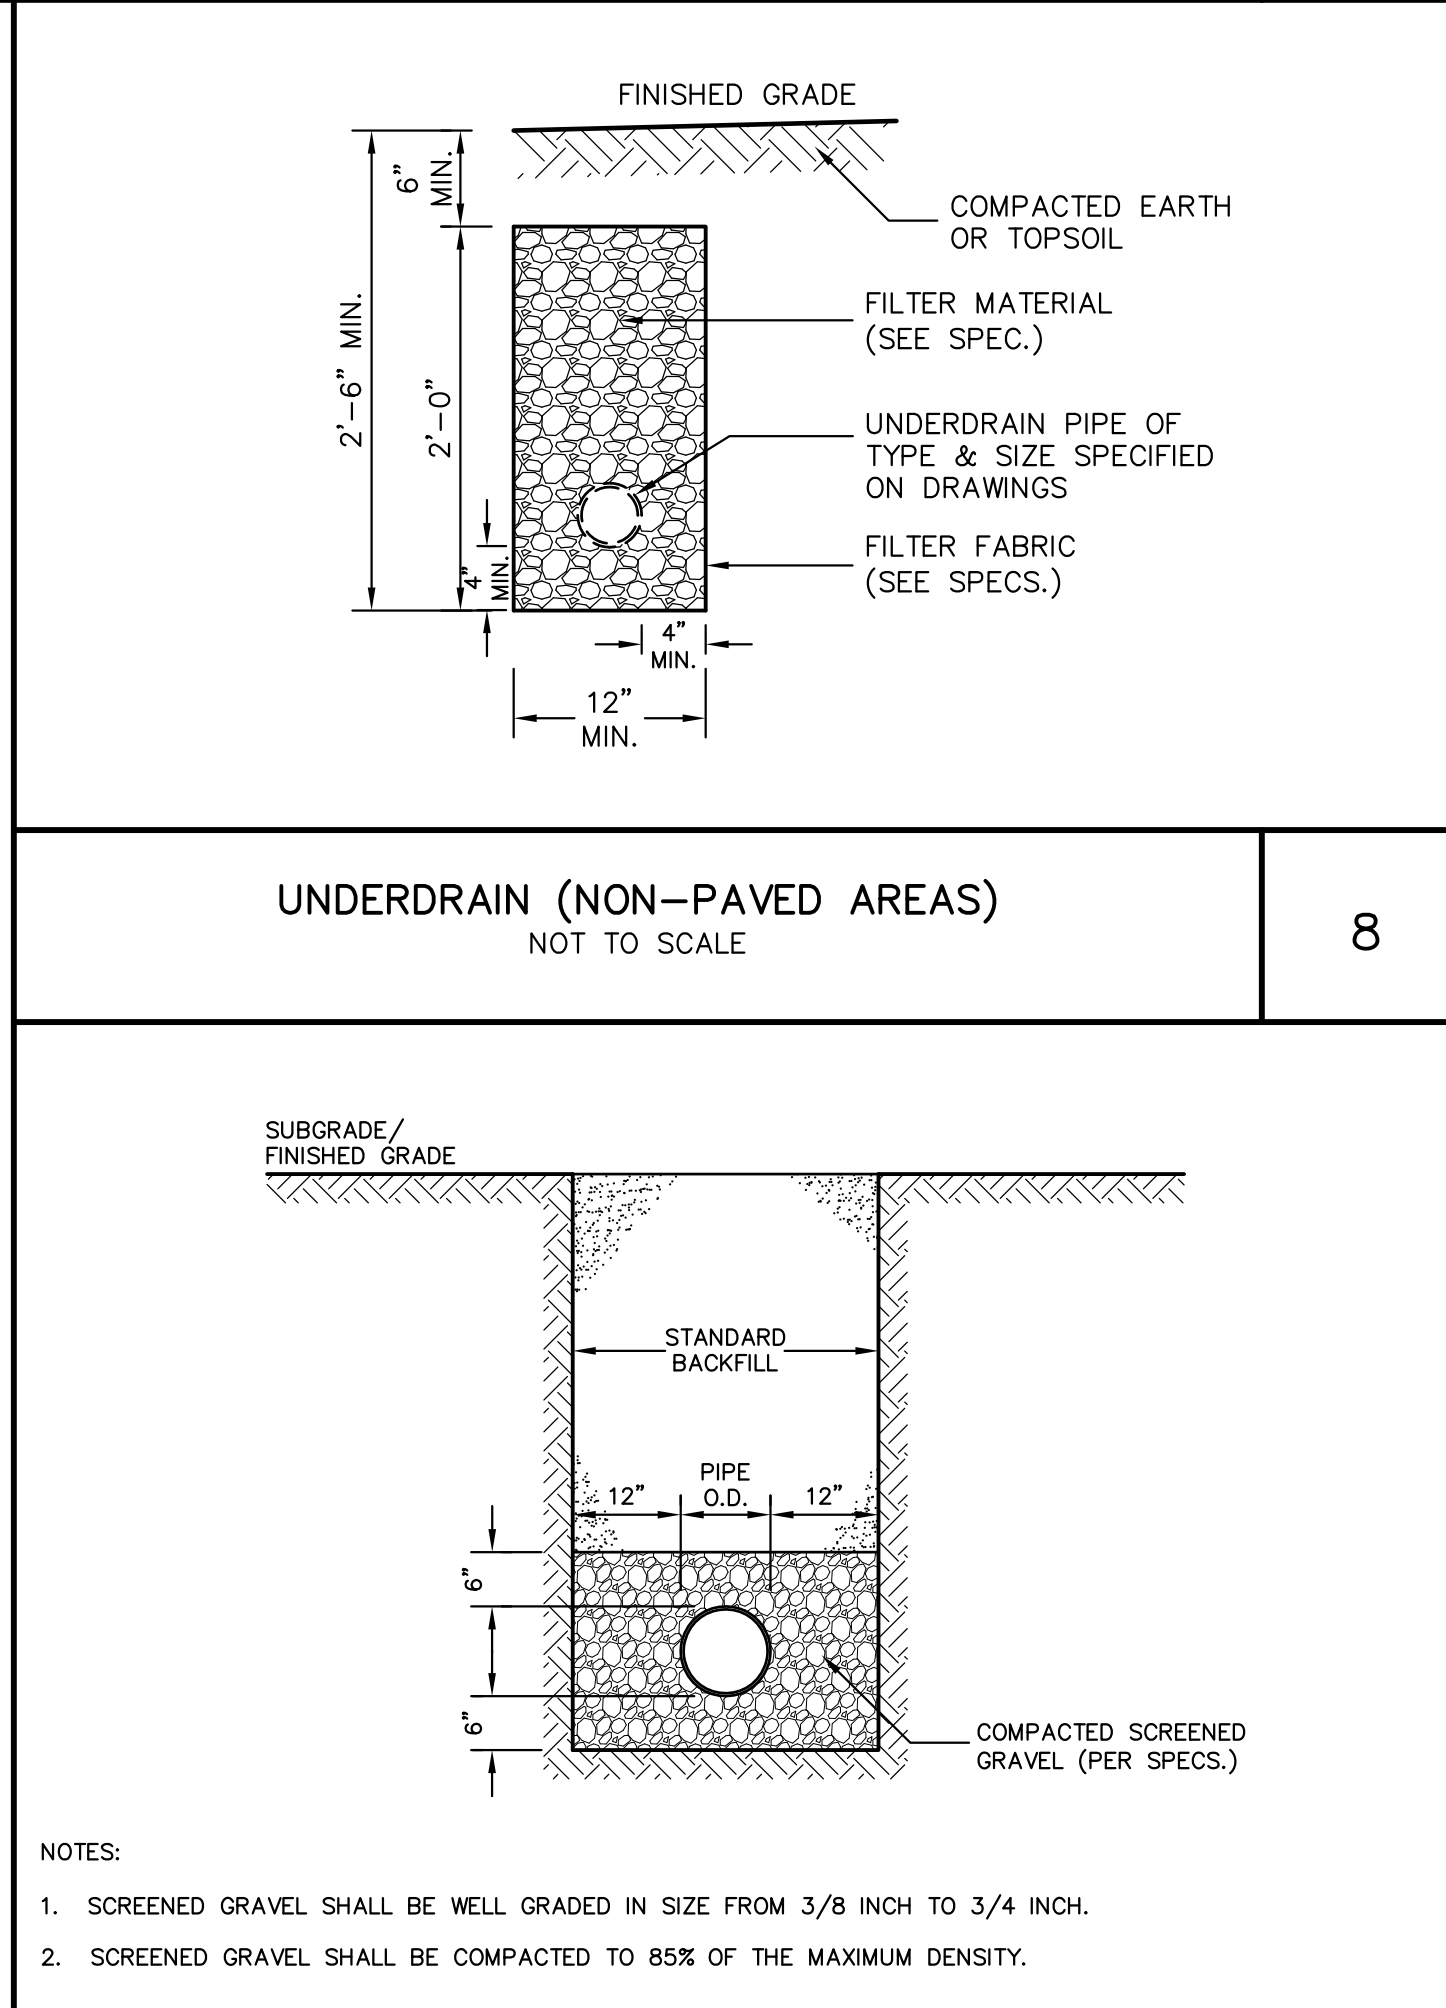 FINISHED GRADE
6"
MIN.
COMPACTED EARTH
OR TOPSOIL
2'-6" MIN.
2'-0"
FILTER MATERIAL
(SEE SPEC.)
UNDERDRAIN PIPE OF
TYPE & SIZE SPECIFIED
ON DRAWINGS
FILTER FABRIC
(SEE SPECS.)
4"
MIN.
4"
MIN.
12"
MIN.
UNDERDRAIN (NON-PAVED AREAS)
NOT TO SCALE
8
SUBGRADE/
FINISHED GRADE
STANDARD
BACKFILL
12"
PIPE
O.D.
12"
6"
6"
COMPACTED SCREENED
GRAVEL (PER SPECS.)
NOTES:
1. SCREENED GRAVEL SHALL BE WELL GRADED IN SIZE FROM 3/8 INCH TO 3/4 INCH.
2. SCREENED GRAVEL SHALL BE COMPACTED TO 85% OF THE MAXIMUM DENSITY.